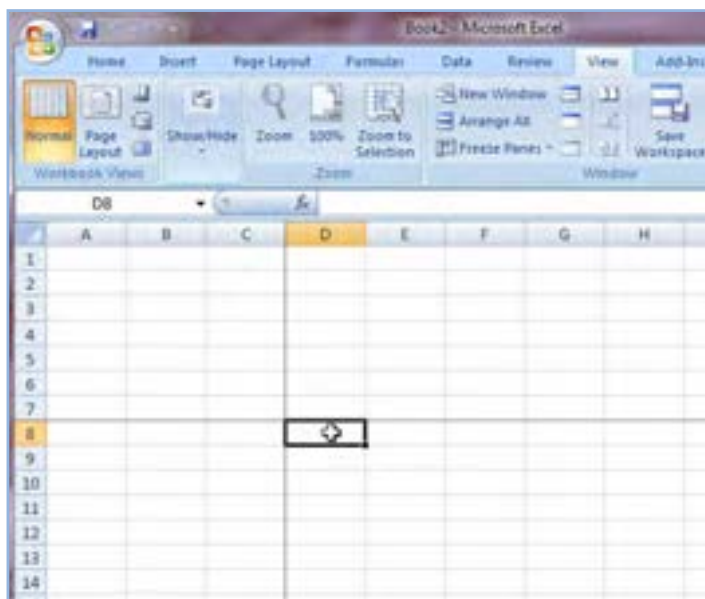 Book2 - Microsoft Excel
Home Insert Page Layout Formulas Data Review View Add-Ins
Normal Page Layout Show/Hide Zoom 100% Zoom to Selection New Window Arrange All Freeze Panes Save Workspace
Workbook Views Zoom Window
D8 fx
A B C D E F G H
1
2
3
4
5
6
7
8
9
10
11
12
13
14